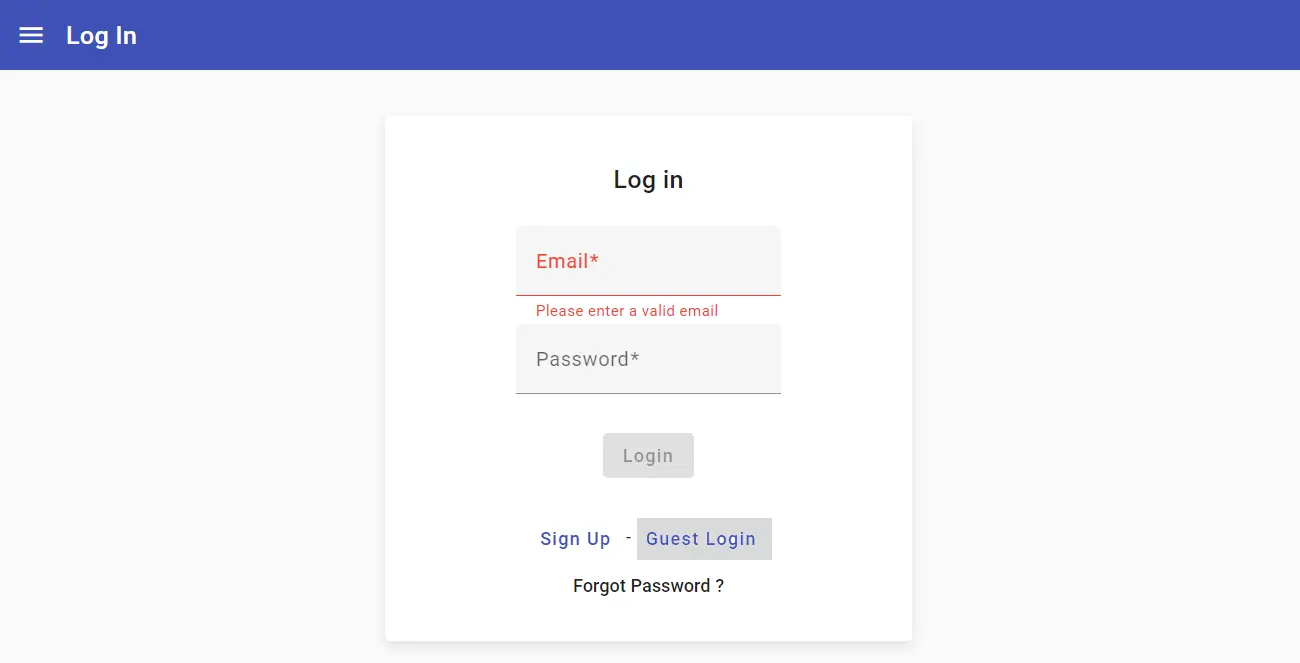 Log In
Log in
Email*
Please enter a valid email
Password*
Login
Sign Up - Guest Login
Forgot Password ?